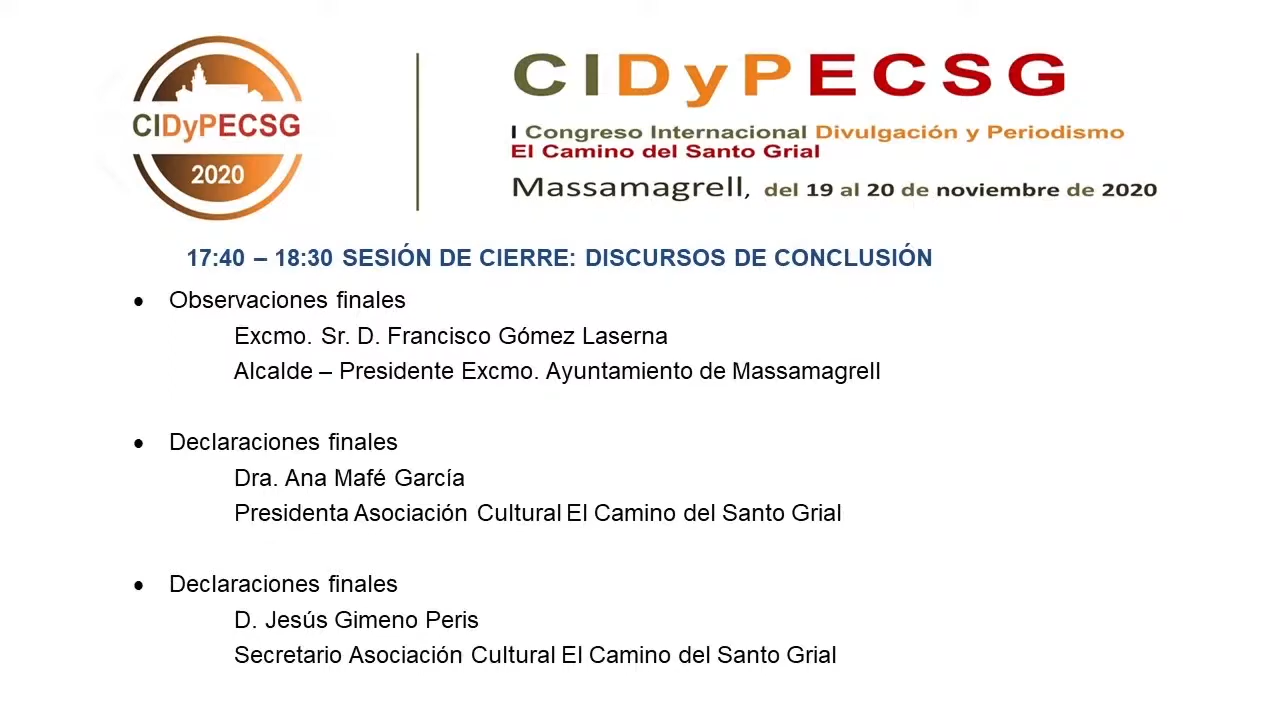 CIDyPECSG
2020
CIDyPECSG
I Congreso Internacional Divulgación y Periodismo
El Camino del Santo Grial
Massamagrell, del 19 al 20 de noviembre de 2020
17:40 – 18:30 SESIÓN DE CIERRE: DISCURSOS DE CONCLUSIÓN
• Observaciones finales
Excmo. Sr. D. Francisco Gómez Laserna
Alcalde – Presidente Excmo. Ayuntamiento de Massamagrell
• Declaraciones finales
Dra. Ana Mafé García
Presidenta Asociación Cultural El Camino del Santo Grial
• Declaraciones finales
D. Jesús Gimeno Peris
Secretario Asociación Cultural El Camino del Santo Grial